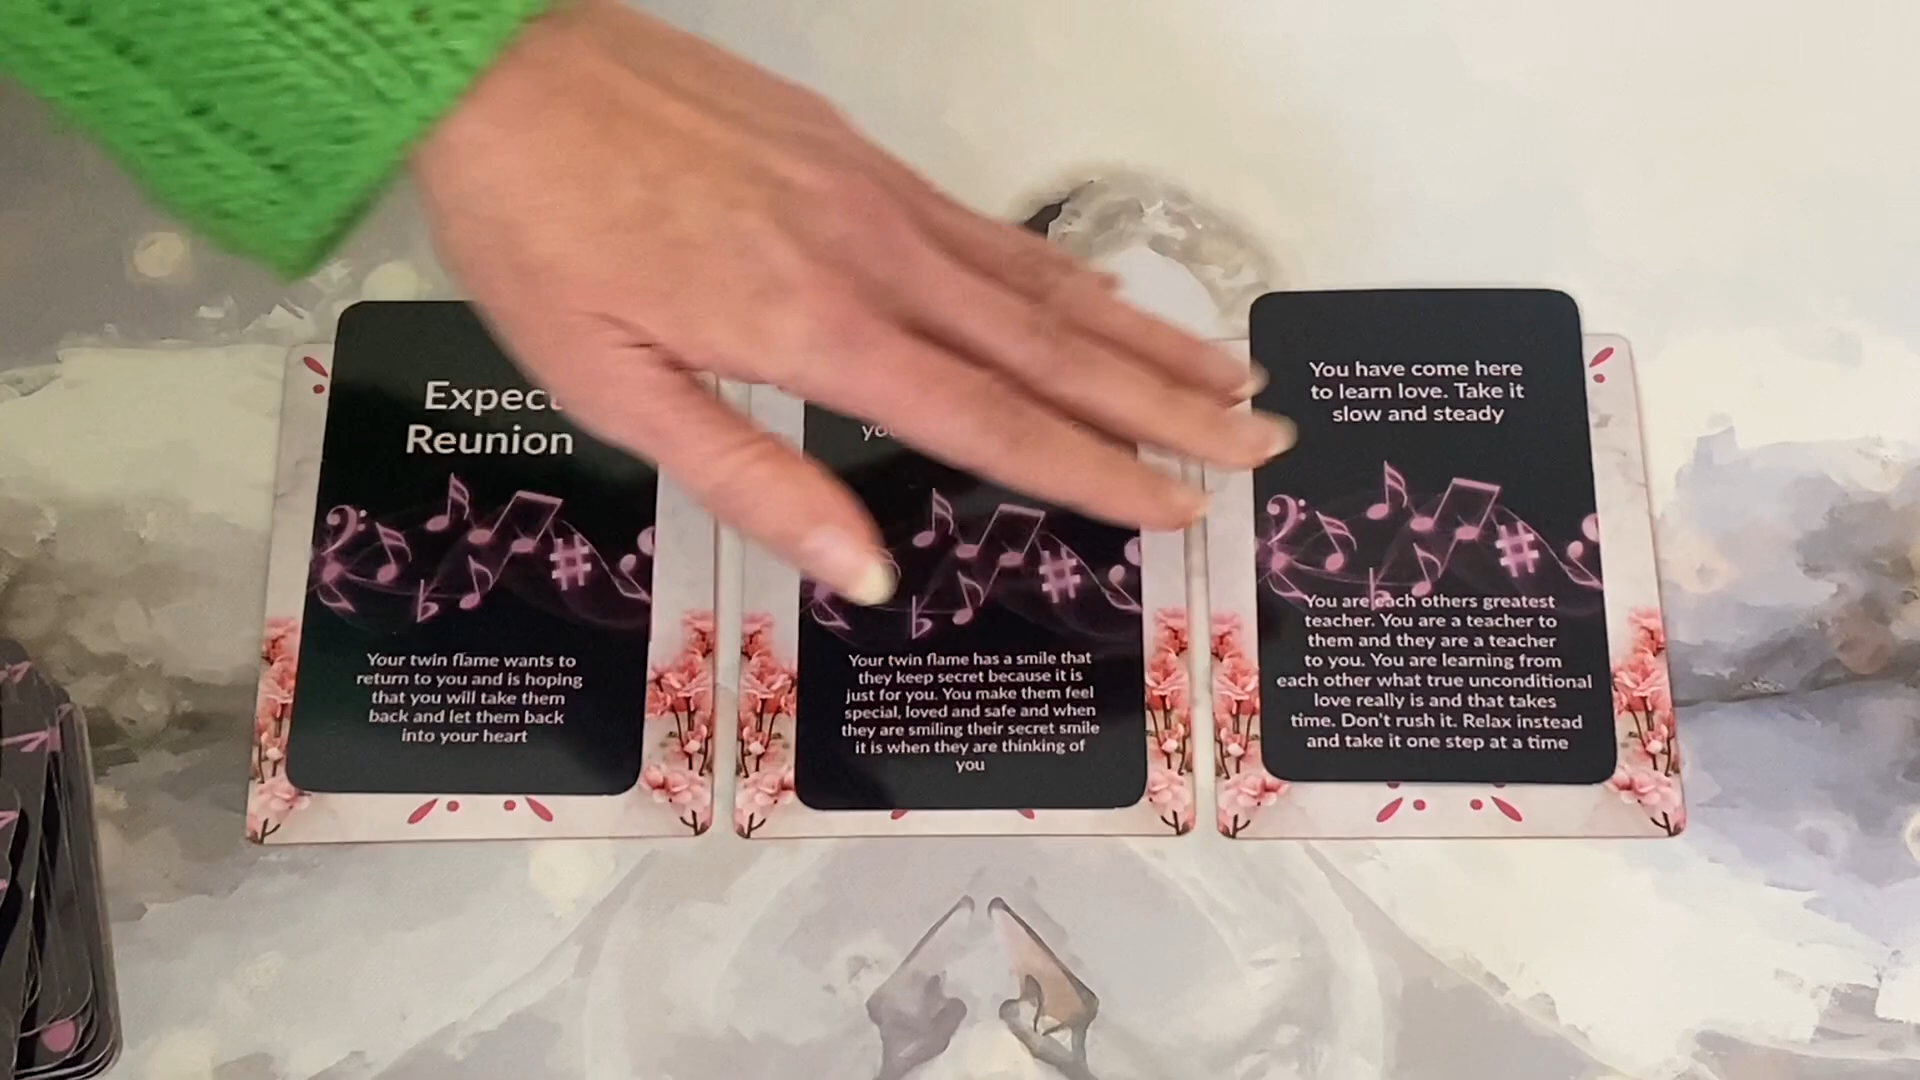 Expect
Reunion
Your twin flame wants to
return to you and is hoping
that you will take them
back and let them back
into your heart
Your twin flame has a smile that
they keep secret because it is
just for you. You make them feel
special, loved and safe and when
they are smiling their secret smile
it is when they are thinking of
you
You have come here
to learn love. Take it
slow and steady
You are each others greatest
teacher. You are a teacher to
them and they are a teacher
to you. You are learning from
each other what true unconditional
love really is and that takes
time. Don't rush it. Relax instead
and take it one step at a time